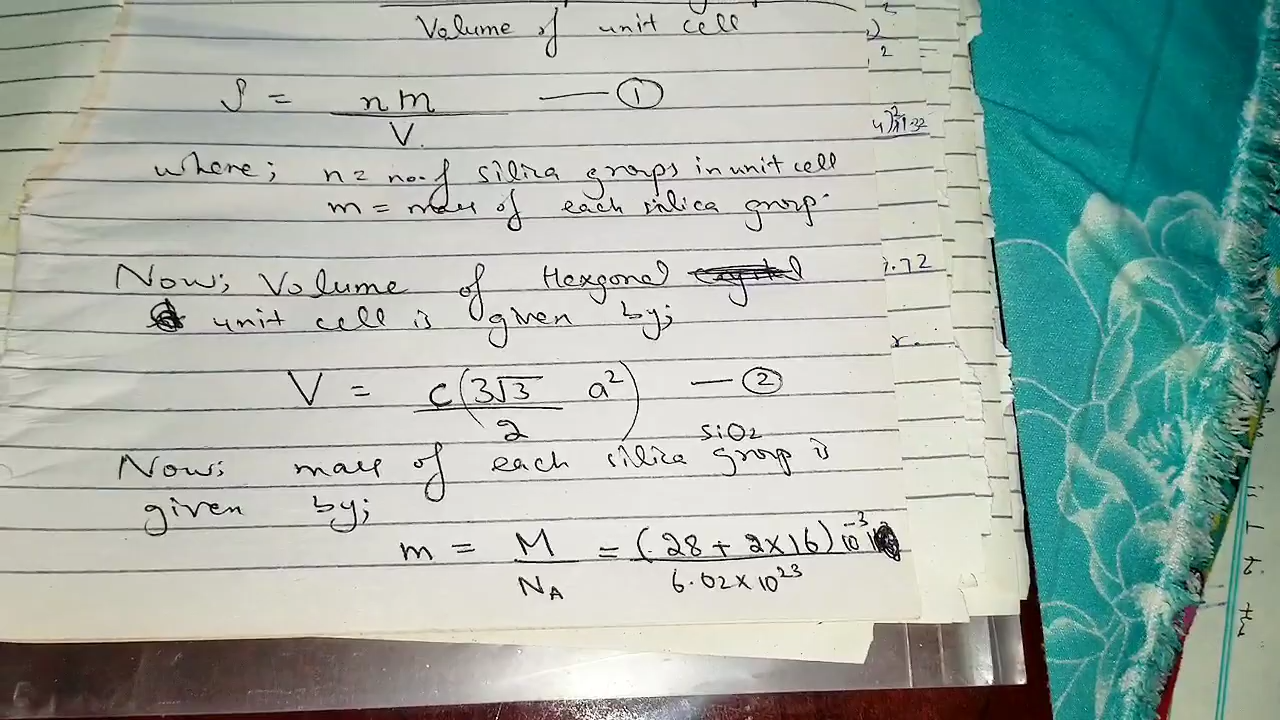 Volume of unit cell
ρ = nm / V. —— ①
where; n = no. of silica groups in unit cell
m = mass of each silica group.
Now; Volume of Hexgonal
unit cell is given by;
V = c(3√3 / 2 a²) — ②
SiO2
Now; mass of each silica group is
given by;
m = M / N_A = (28 + 2×16) 10⁻³ / 6.02×10²³